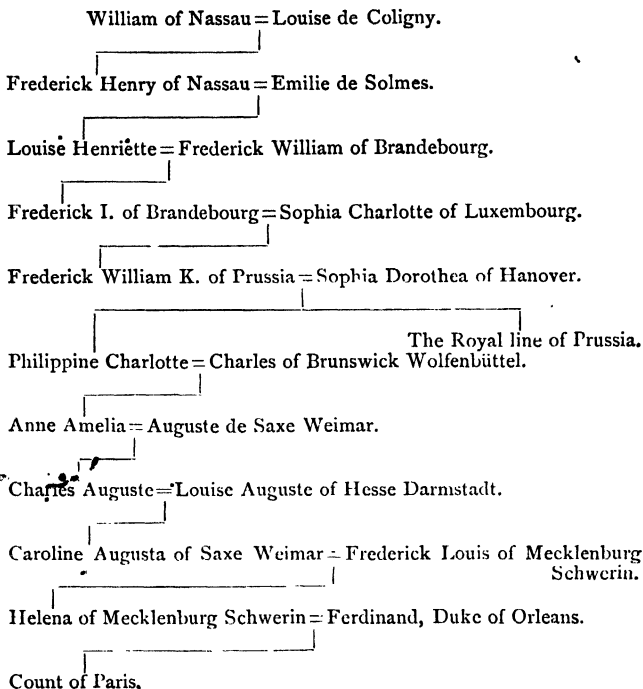 William of Nassau = Louise de Coligny.
Frederick Henry of Nassau = Emilie de Solmes.
Louise Henriette = Frederick William of Brandebourg.
Frederick I. of Brandebourg = Sophia Charlotte of Luxembourg.
Frederick William K. of Prussia = Sophia Dorothea of Hanover.
The Royal line of Prussia.
Philippine Charlotte = Charles of Brunswick Wolfenbüttel.
Anne Amelia = Auguste de Saxe Weimar.
Charles Auguste = Louise Auguste of Hesse Darmstadt.
Caroline Augusta of Saxe Weimar = Frederick Louis of Mecklenburg
Schwerin.
Helena of Mecklenburg Schwerin = Ferdinand, Duke of Orleans.
Count of Paris.